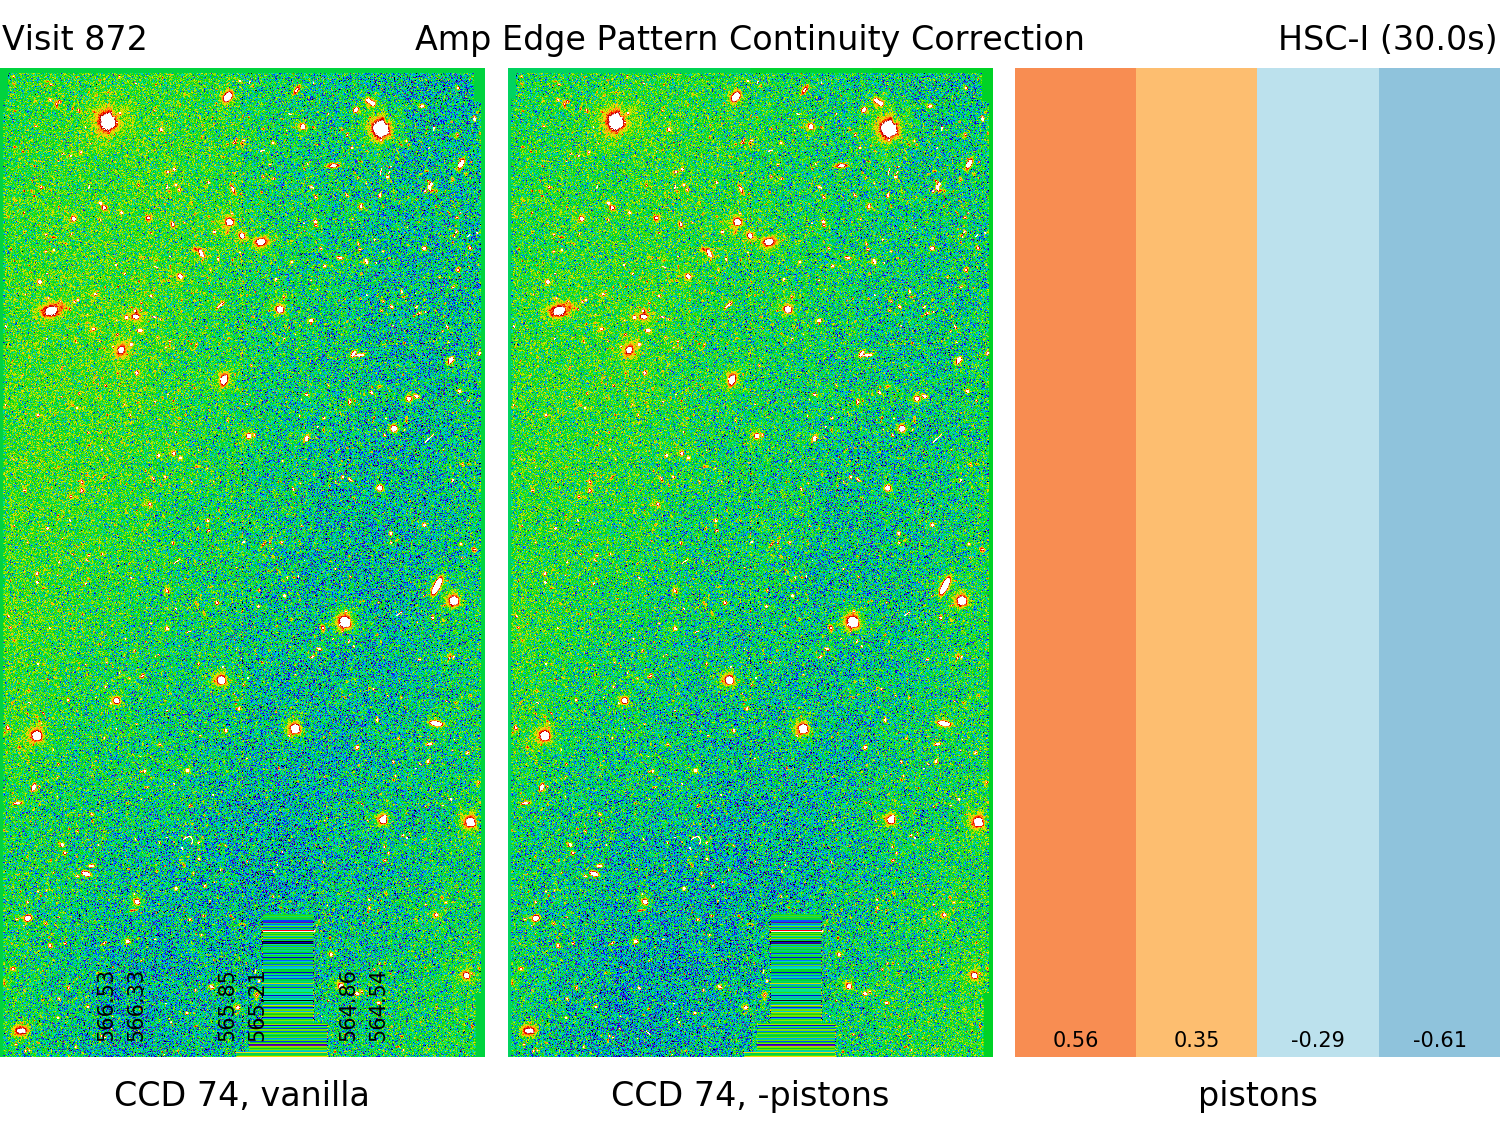 Visit 872
Amp Edge Pattern Continuity Correction
HSC-I (30.0s)
566.53
566.33
565.85
565.21
564.86
564.54
0.56
0.35
-0.29
-0.61
CCD 74, vanilla
CCD 74, -pistons
pistons